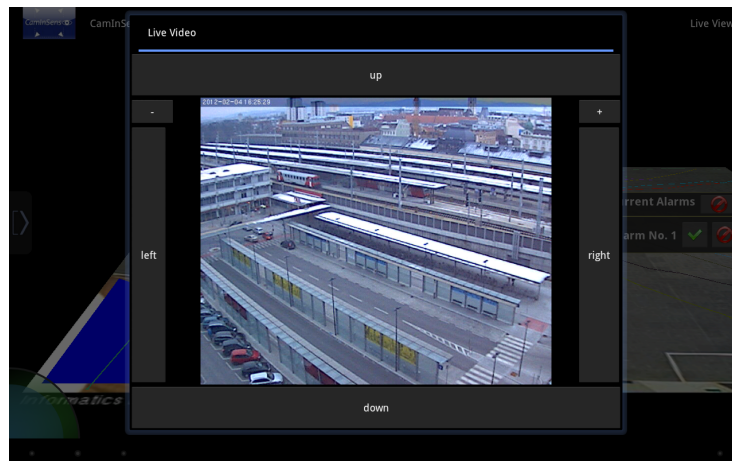 CamInSens
CamInSe
Live View
Live Video
up
2012-02-04 18:25:29
-
+
left
right
rrent Alarms
arm No. 1
down
Informatics